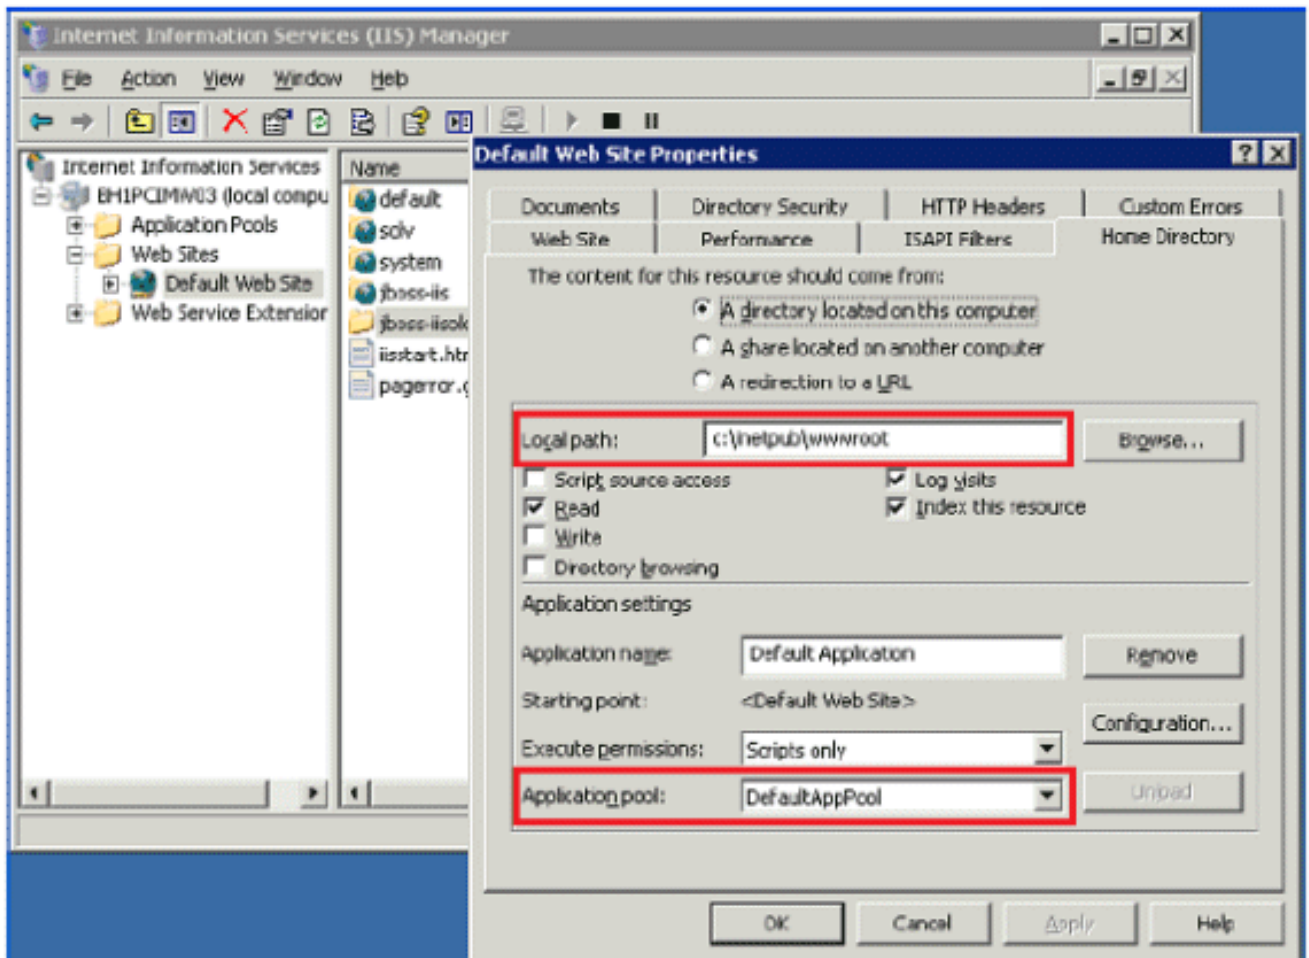 Internet Information Services (IIS) Manager
File Action View Window Help
Internet Information Services
(local compu
Application Pools
Web Sites
Default Web Site
Web Service Extension
Name
default
sclv
system
jboss-iis
iisstart.htm
pagerror.g
Default Web Site Properties
Documents Directory Security HTTP Headers Custom Errors
Web Site Performance ISAPI Filters Home Directory
The content for this resource should come from:
A directory located on this computer
A share located on another computer
A redirection to a URL
Local path: c:\inetpub\wwwroot Browse...
Script source access Log visits
Read Index this resource
Write
Directory browsing
Application settings
Application name: Default Application Remove
Starting point: <Default Web Site>
Configuration...
Execute permissions: Scripts only
Application pool: DefaultAppPool Unload
OK Cancel Apply Help